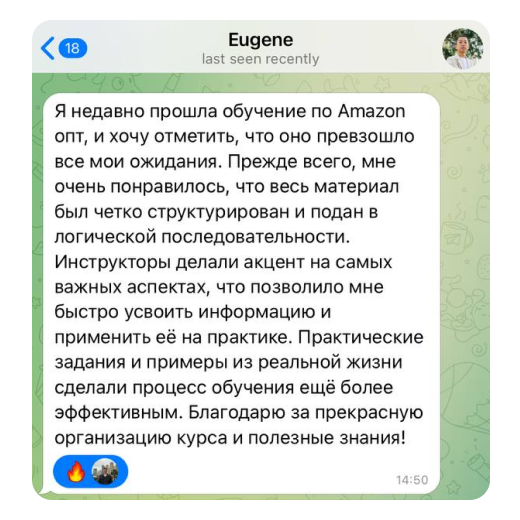 18
Eugene
last seen recently
Я недавно прошла обучение по Amazon
опт, и хочу отметить, что оно превзошло
все мои ожидания. Прежде всего, мне
очень понравилось, что весь материал
был четко структурирован и подан в
логической последовательности.
Инструкторы делали акцент на самых
важных аспектах, что позволило мне
быстро усвоить информацию и
применить её на практике. Практические
задания и примеры из реальной жизни
сделали процесс обучения ещё более
эффективным. Благодарю за прекрасную
организацию курса и полезные знания!
14:50